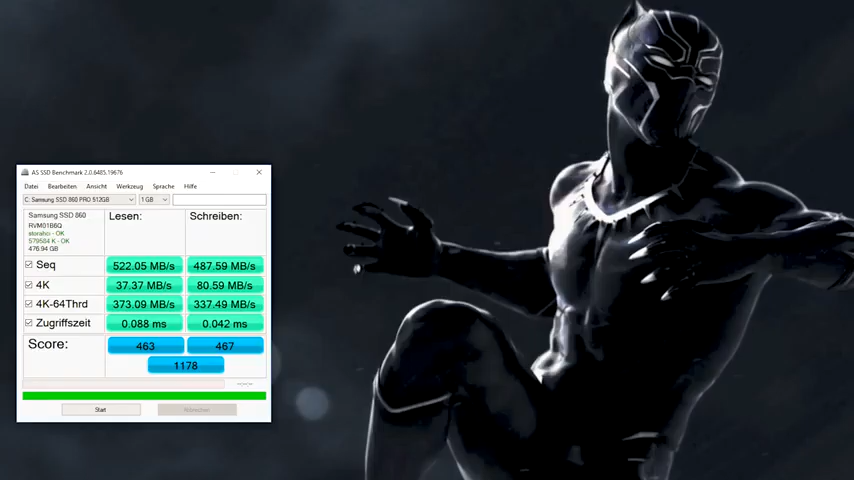 AS SSD Benchmark 2.0.6485.19676
Datei Bearbeiten Ansicht Werkzeug Sprache Hilfe
C: Samsung SSD 860 PRO 512GB 1 GB
Samsung SSD 860
RVM01B6Q
storahci - OK
579584 K - OK
476.94 GB
Lesen: Schreiben:
Seq 522.05 MB/s 487.59 MB/s
4K 37.37 MB/s 80.59 MB/s
4K-64Thrd 373.09 MB/s 337.49 MB/s
Zugriffszeit 0.088 ms 0.042 ms
Score: 463 467
1178
Start